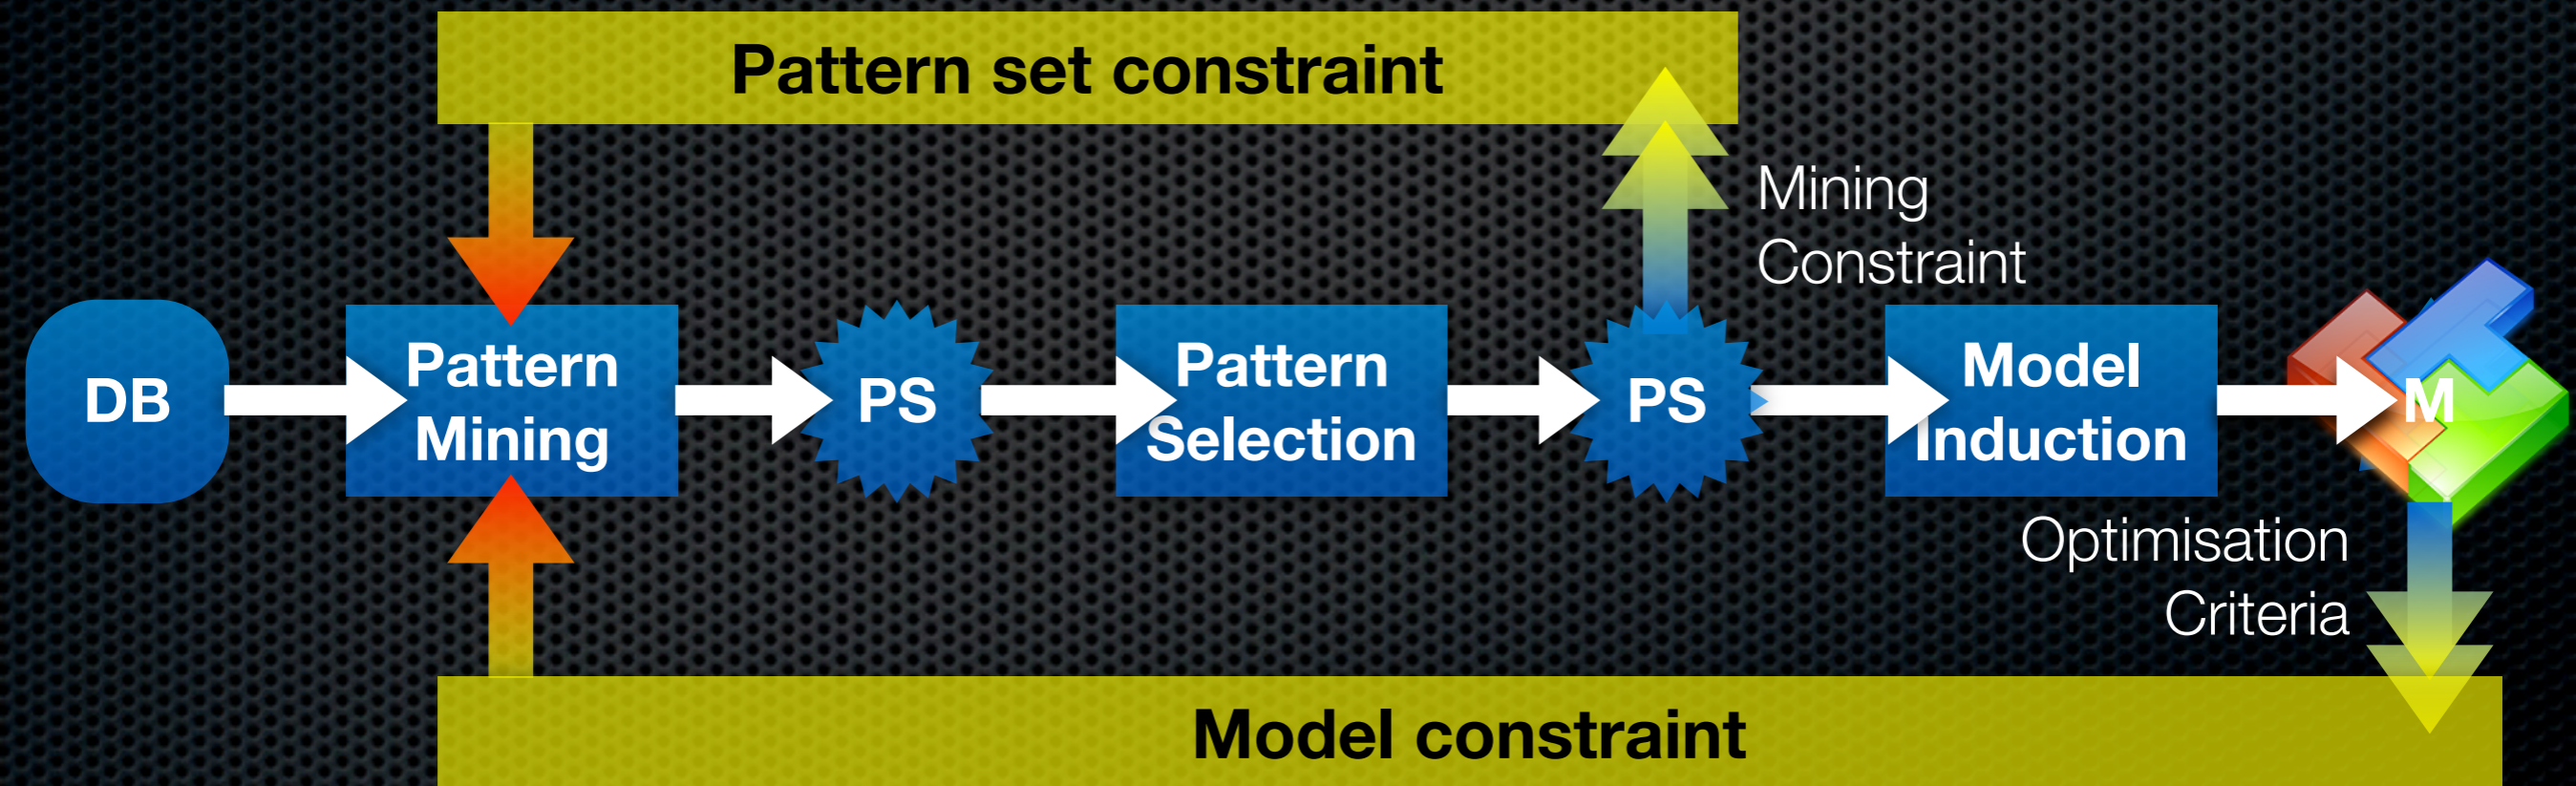 Pattern set constraint
Mining
Constraint
DB
Pattern
Mining
PS
Pattern
Selection
PS
Model
Induction
M
Optimisation
Criteria
Model constraint